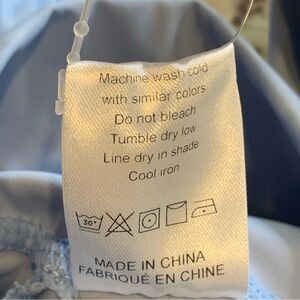 Machine wash cold
with similar colors
Do not bleach
Tumble dry low
Line dry in shade
Cool iron
30°
MADE IN CHINA
FABRIQUÉ EN CHINE